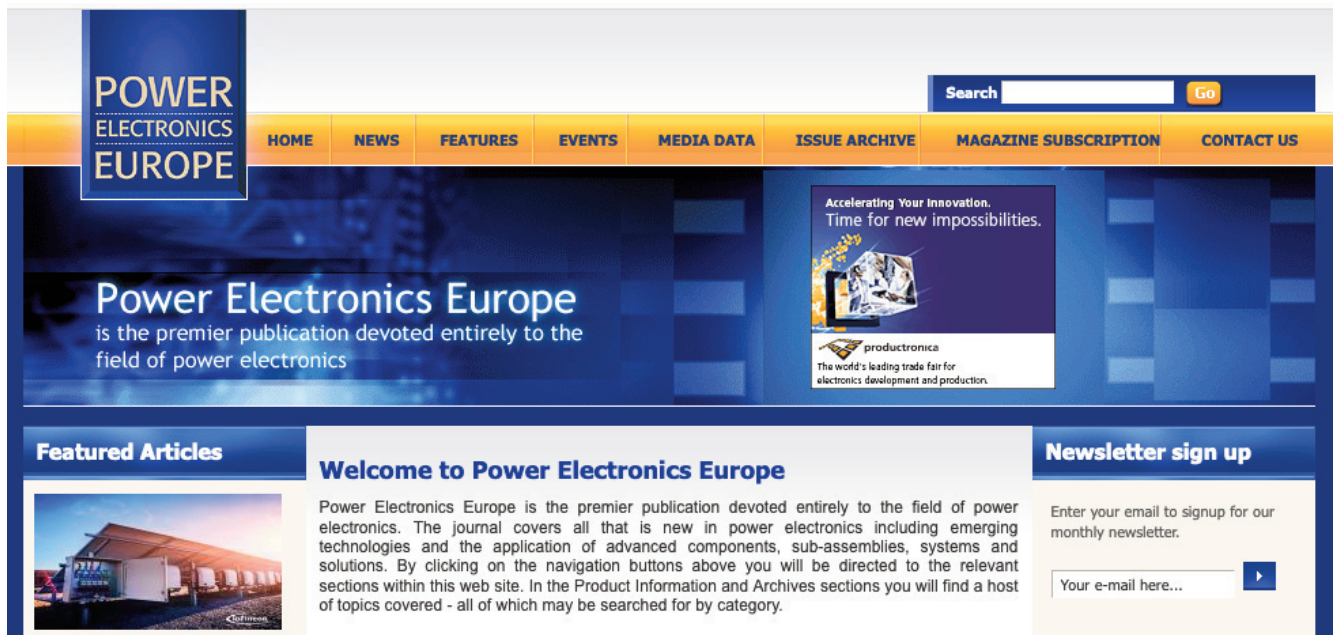 POWER
ELECTRONICS
EUROPE
Search
Go
HOME
NEWS
FEATURES
EVENTS
MEDIA DATA
ISSUE ARCHIVE
MAGAZINE SUBSCRIPTION
CONTACT US
Power Electronics Europe
is the premier publication devoted entirely to the
field of power electronics
Accelerating Your Innovation.
Time for new impossibilities.
productronica
The world's leading trade fair for
electronics development and production.
Featured Articles
Infineon
Welcome to Power Electronics Europe
Power Electronics Europe is the premier publication devoted entirely to the field of power
electronics. The journal covers all that is new in power electronics including emerging
technologies and the application of advanced components, sub-assemblies, systems and
solutions. By clicking on the navigation buttons above you will be directed to the relevant
sections within this web site. In the Product Information and Archives sections you will find a host
of topics covered - all of which may be searched for by category.
Newsletter sign up
Enter your email to signup for our
monthly newsletter.
Your e-mail here...